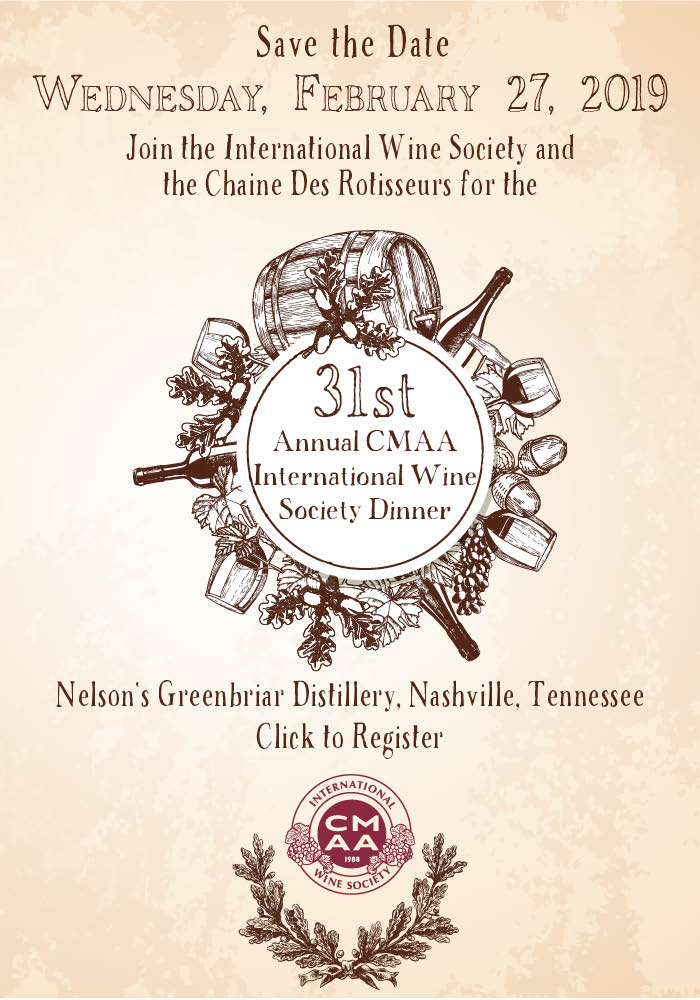 Save the Date
Wednesday, February 27, 2019
Join the International Wine Society and
the Chaine Des Rotisseurs for the
31st
Annual CMAA
International Wine
Society Dinner
Nelson's Greenbriar Distillery, Nashville, Tennessee
Click to Register
INTERNATIONAL
CM
AA
1988
WINE SOCIETY